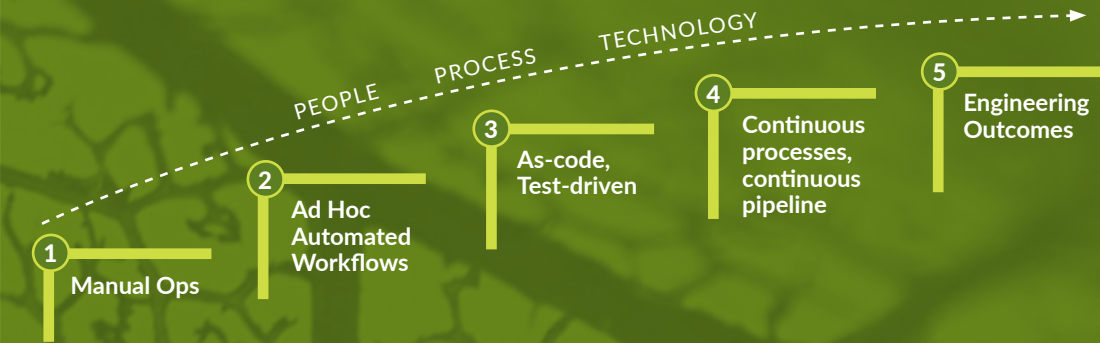 PEOPLE
PROCESS
TECHNOLOGY
1
Manual Ops
2
Ad Hoc
Automated
Workflows
3
As-code,
Test-driven
4
Continuous
processes,
continuous
pipeline
5
Engineering
Outcomes